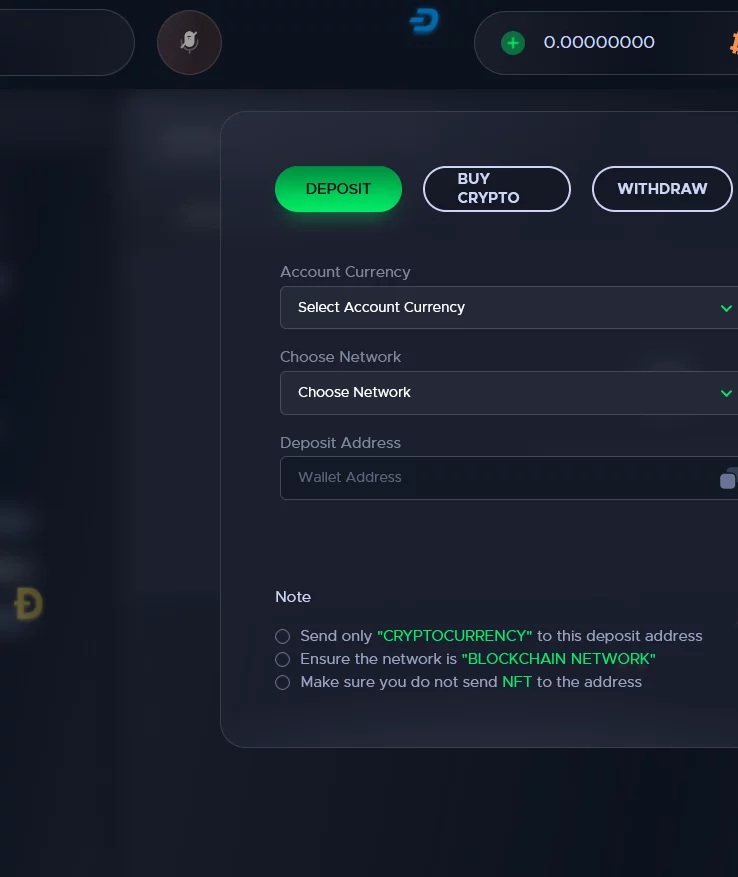 0.00000000
DEPOSIT
BUY
CRYPTO
WITHDRAW
Account Currency
Select Account Currency
Choose Network
Choose Network
Deposit Address
Wallet Address
Note
Send only "CRYPTOCURRENCY" to this deposit address
Ensure the network is "BLOCKCHAIN NETWORK"
Make sure you do not send NFT to the address